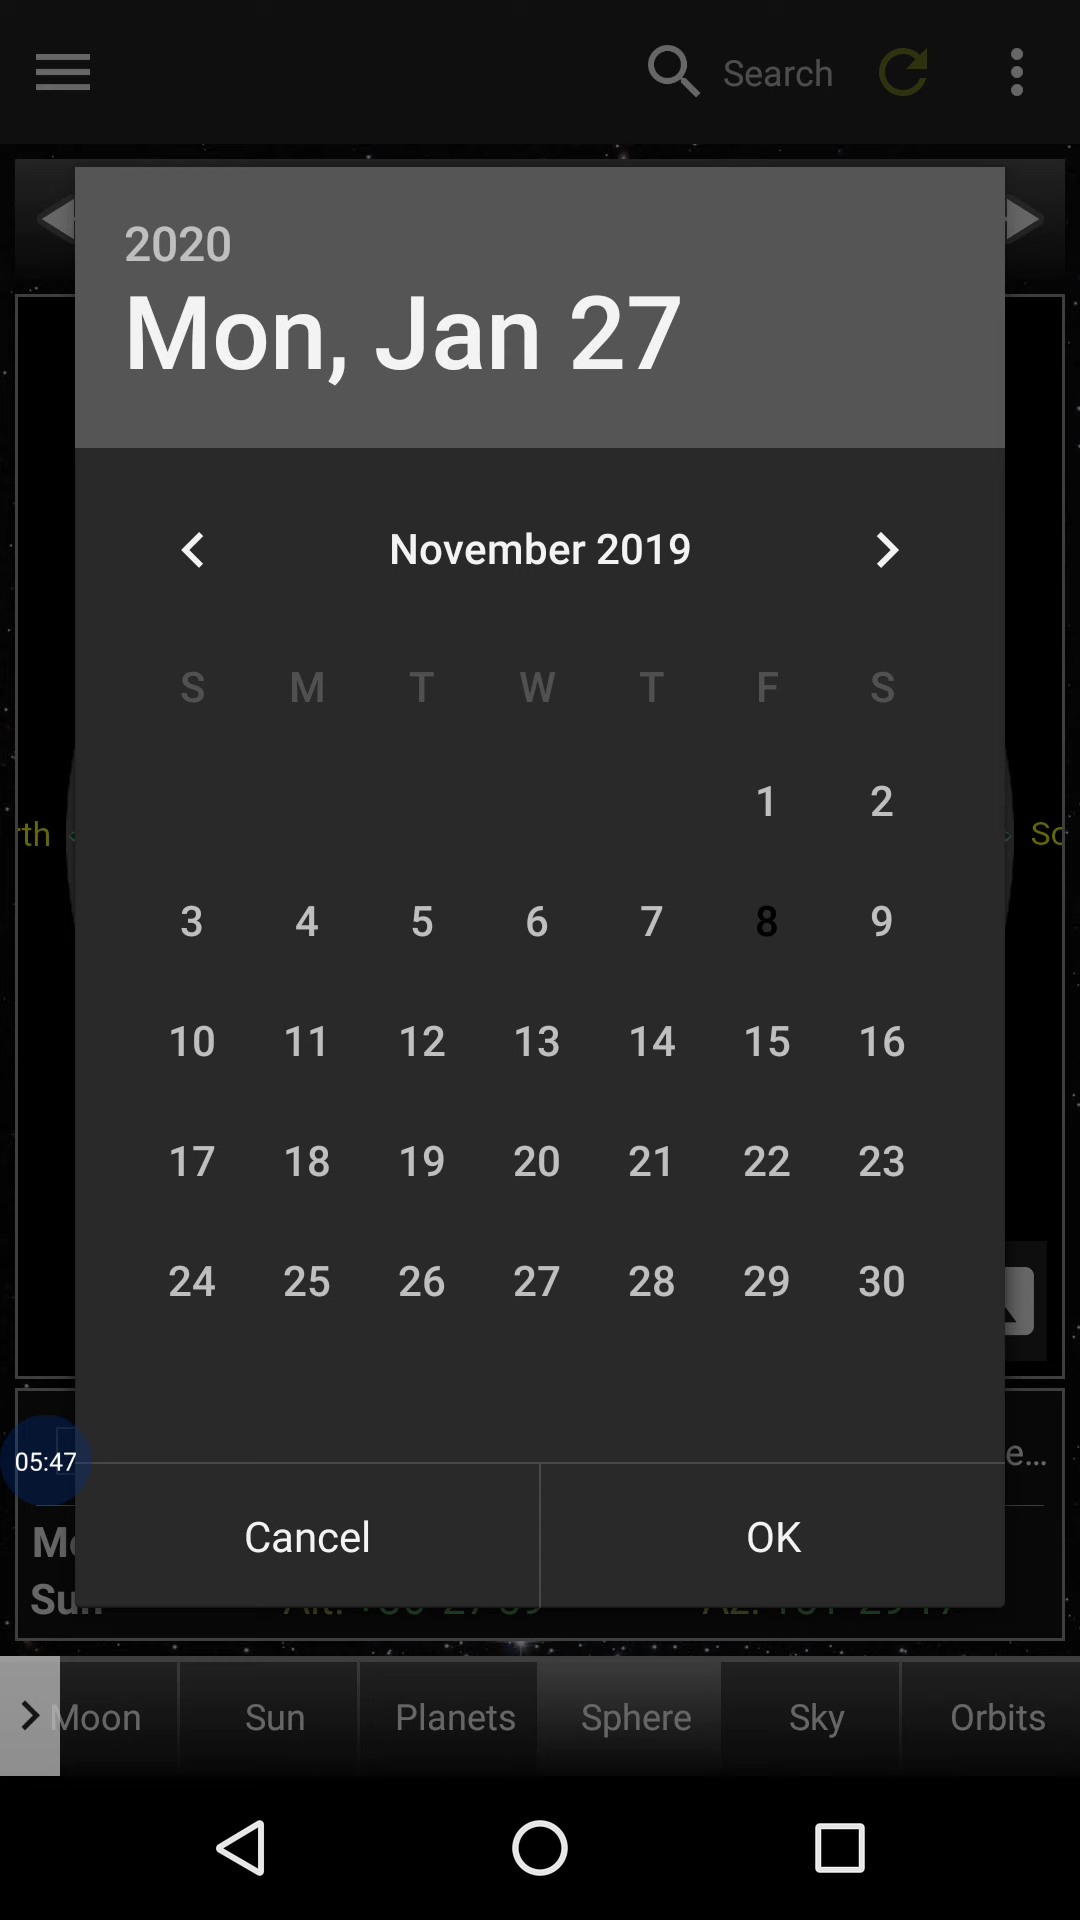 Search
2020
Mon, Jan 27
November 2019
S M T W T F S
1 2
3 4 5 6 7 8 9
10 11 12 13 14 15 16
17 18 19 20 21 22 23
24 25 26 27 28 29 30
05:47
Cancel OK
Moon Sun Planets Sphere Sky Orbits